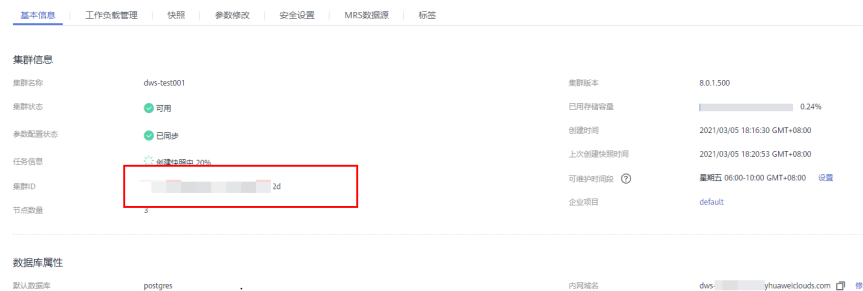 基本信息 工作负载管理 快照 参数修改 安全设置 MRS数据源 标签
集群信息
集群名称 dws-test001 集群版本 8.0.1.500
集群状态 可用 已用存储容量 0.24%
参数配置状态 已同步 创建时间 2021/03/05 18:16:30 GMT+08:00
任务信息 创建快照中 20% 上次创建快照时间 2021/03/05 18:20:53 GMT+08:00
集群ID 2d 可维护时间段 ? 星期五 06:00-10:00 GMT+08:00 设置
节点数量 3 企业项目 default
数据库属性
默认数据库 postgres 内网域名 dws- yhuaweiclouds.com 修